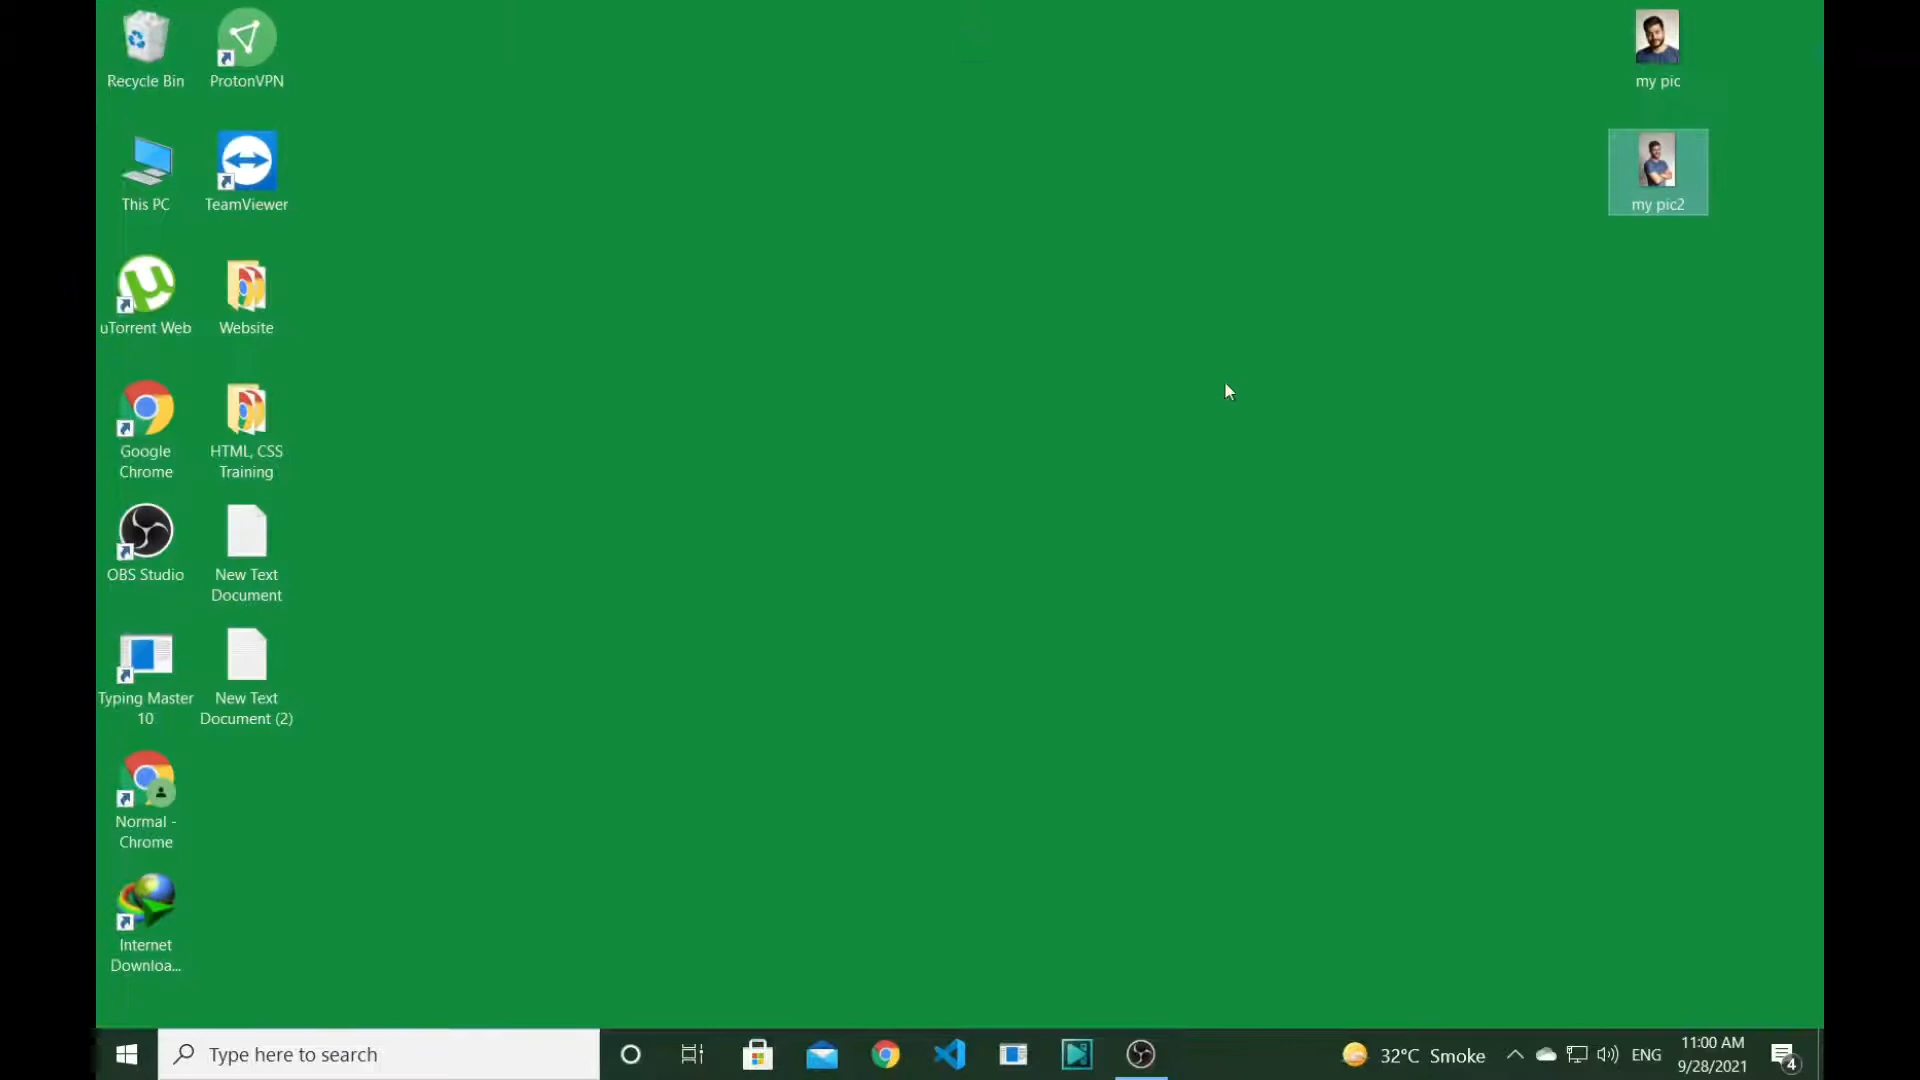 Recycle Bin
ProtonVPN
my pic
This PC
TeamViewer
my pic2
uTorrent Web
Website
Google
Chrome
HTML, CSS
Training
OBS Studio
New Text
Document
Typing Master
10
New Text
Document (2)
Normal -
Chrome
Internet
Downloa...
Type here to search
32°C Smoke
ENG
11:00 AM
9/28/2021
4